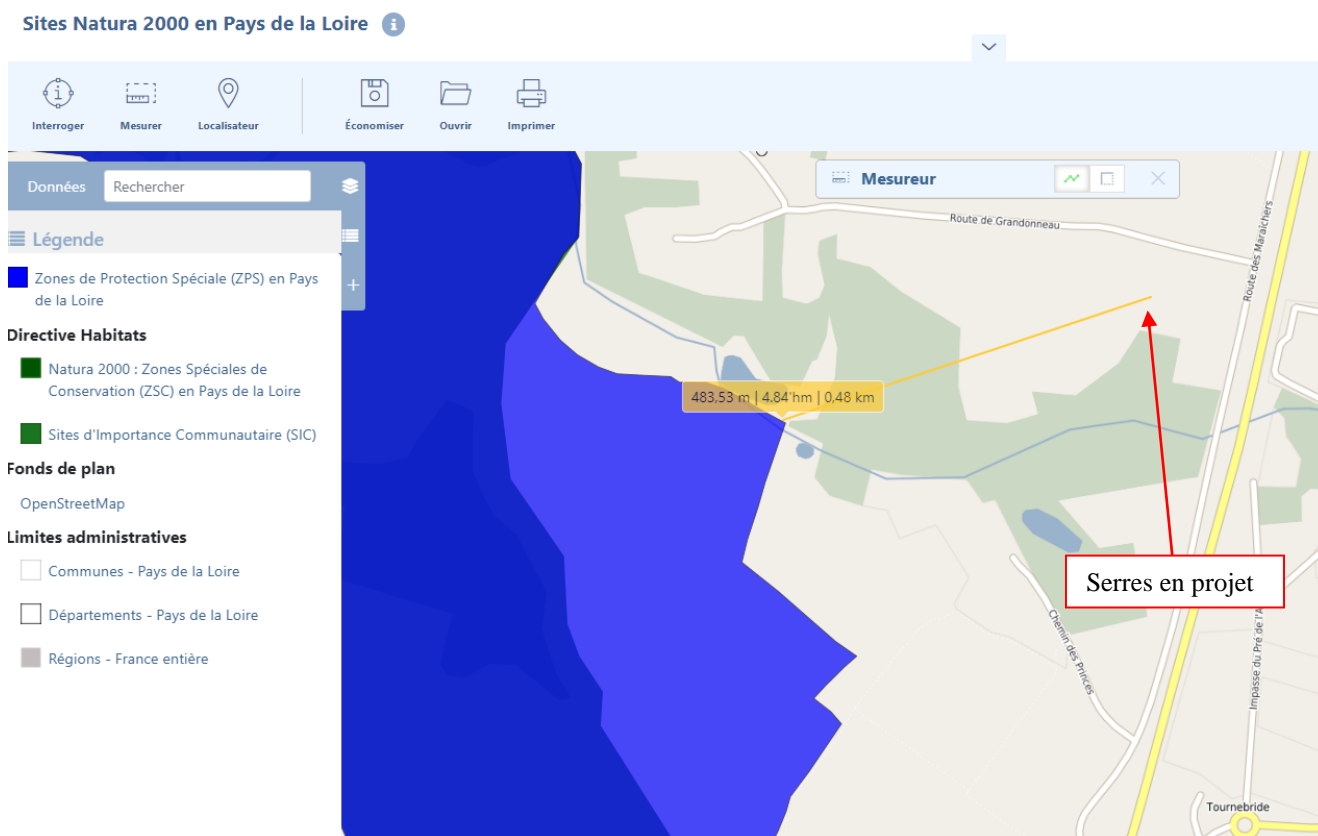 Sites Natura 2000 en Pays de la Loire
Interroger
Mesurer
Localisateur
Économiser
Ouvrir
Imprimer
Données
Rechercher
Mesureur
Légende
Zones de Protection Spéciale (ZPS) en Pays
de la Loire
Directive Habitats
Natura 2000 : Zones Spéciales de
Conservation (ZSC) en Pays de la Loire
Sites d'Importance Communautaire (SIC)
Fonds de plan
OpenStreetMap
Limites administratives
Communes - Pays de la Loire
Départements - Pays de la Loire
Régions - France entière
Route de Grandonneau
Route des Maraîchers
483,53 m | 4.84 hm | 0,48 km
Serres en projet
Chemin des Princes
Impasse du Pré de l'A
Tournebride